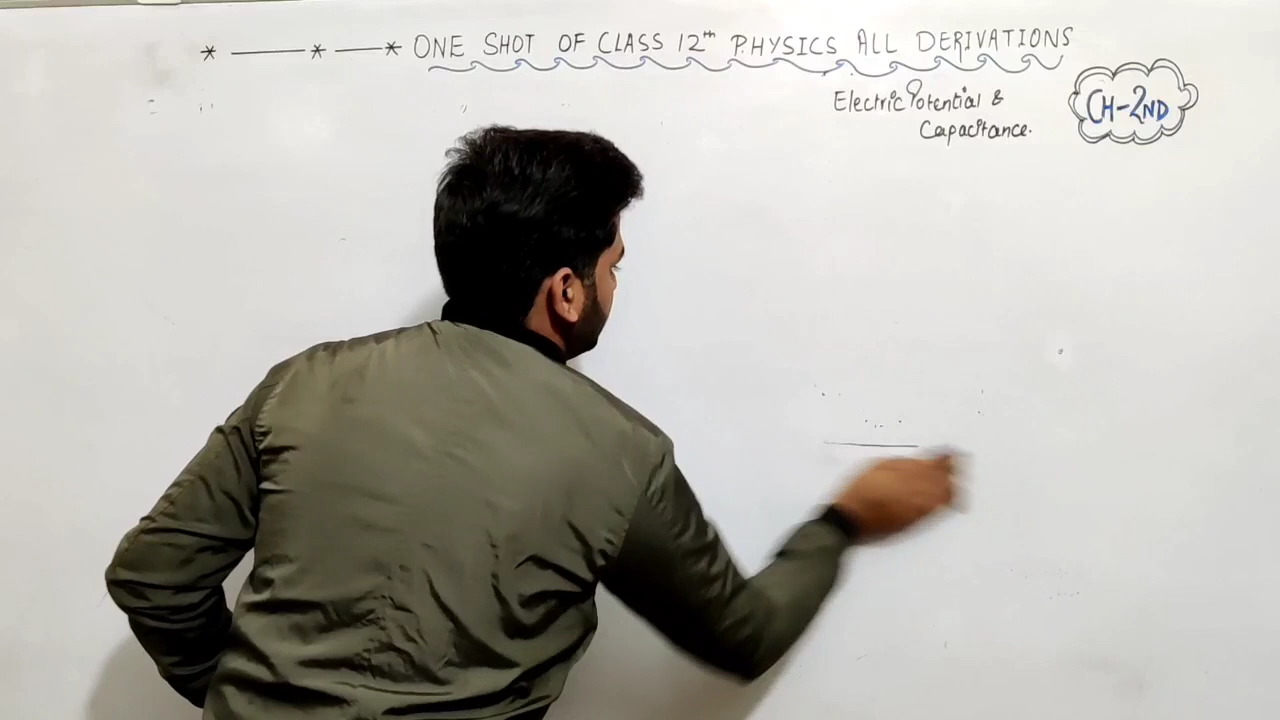 * —— * —— * ONE SHOT OF CLASS 12th PHYSICS ALL DERIVATIONS
Electric Potential &
Capacitance.
CH-2ND